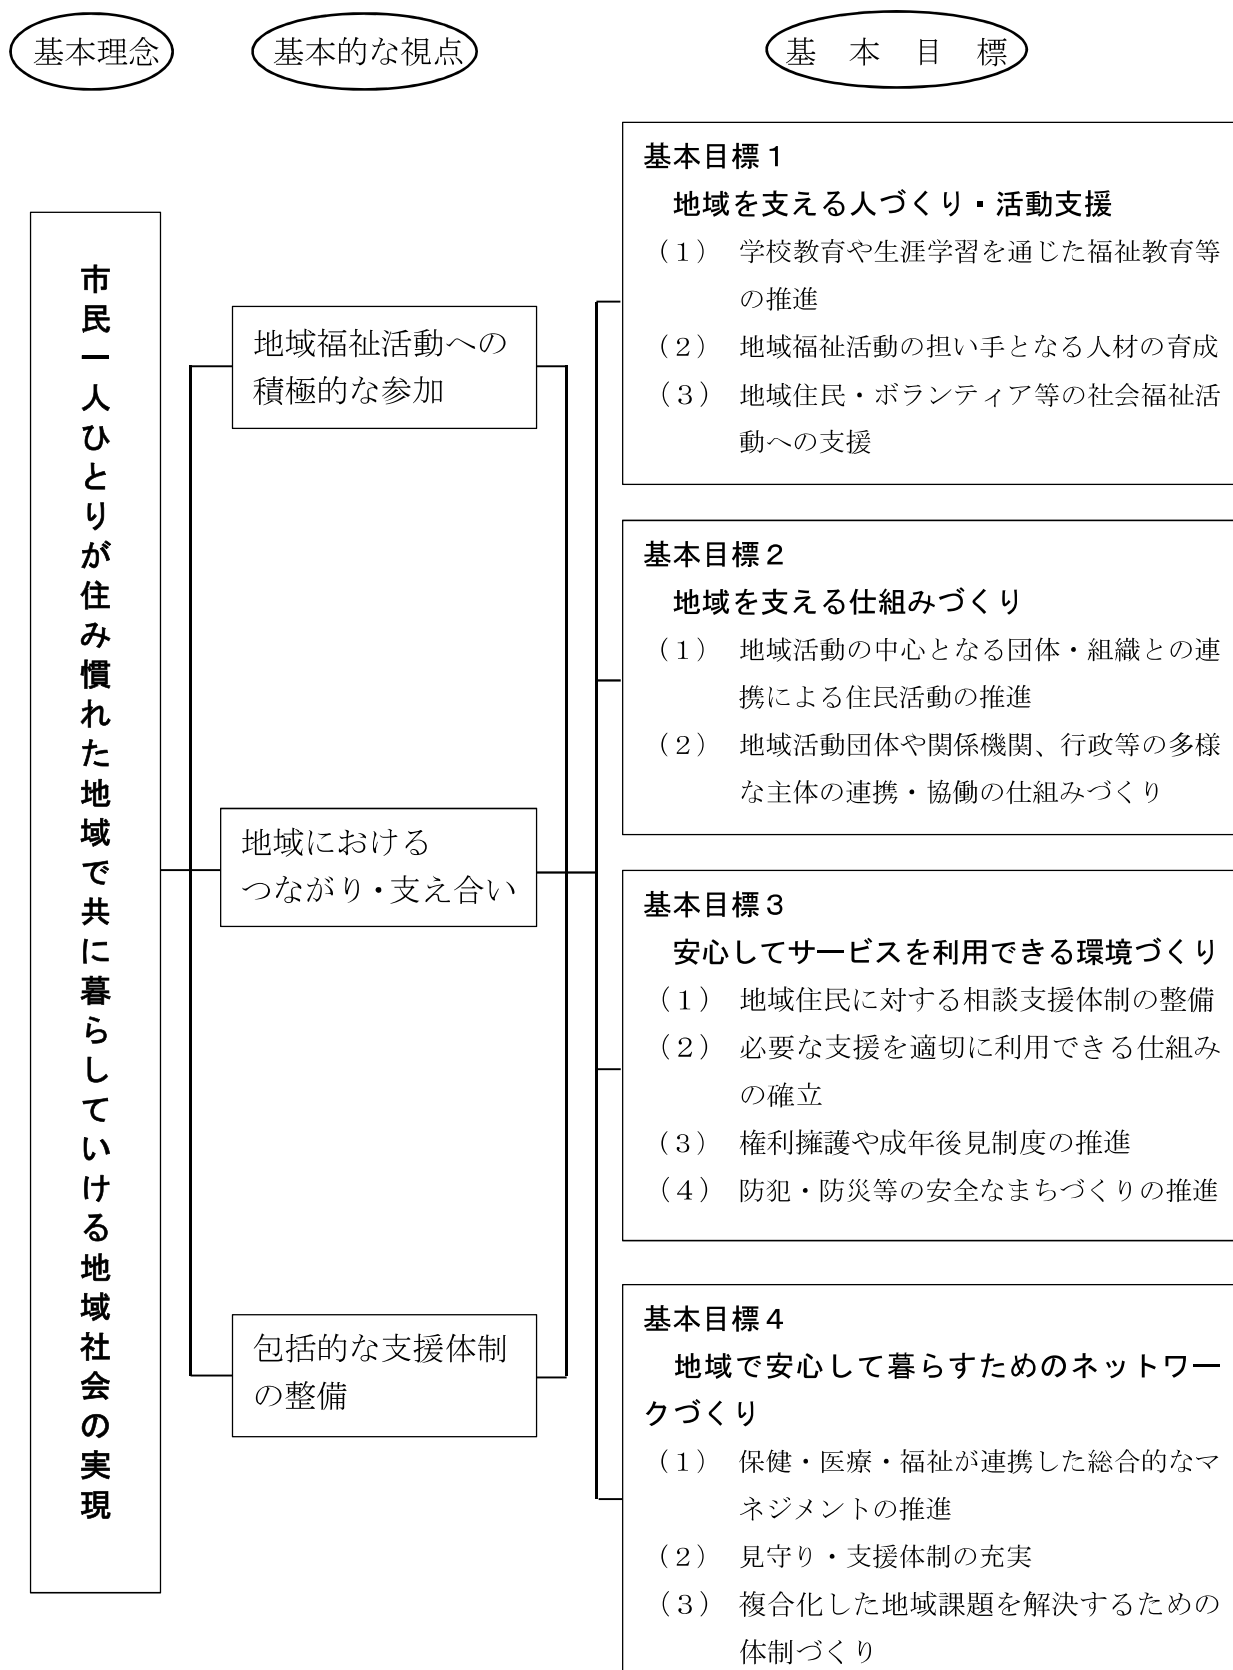 基本理念
基本的な視点
基本目標
市民一人ひとりが住み慣れた地域で共に暮らしていける地域社会の実現
地域福祉活動への
積極的な参加
地域における
つながり・支え合い
包括的な支援体制
の整備
基本目標１
地域を支える人づくり・活動支援
（１） 学校教育や生涯学習を通じた福祉教育等
の推進
（２） 地域福祉活動の担い手となる人材の育成
（３） 地域住民・ボランティア等の社会福祉活
動への支援
基本目標２
地域を支える仕組みづくり
（１） 地域活動の中心となる団体・組織との連
携による住民活動の推進
（２） 地域活動団体や関係機関、行政等の多様
な主体の連携・協働の仕組みづくり
基本目標３
安心してサービスを利用できる環境づくり
（１） 地域住民に対する相談支援体制の整備
（２） 必要な支援を適切に利用できる仕組み
の確立
（３） 権利擁護や成年後見制度の推進
（４） 防犯・防災等の安全なまちづくりの推進
基本目標４
地域で安心して暮らすためのネットワー
クづくり
（１） 保健・医療・福祉が連携した総合的なマ
ネジメントの推進
（２） 見守り・支援体制の充実
（３） 複合化した地域課題を解決するための
体制づくり